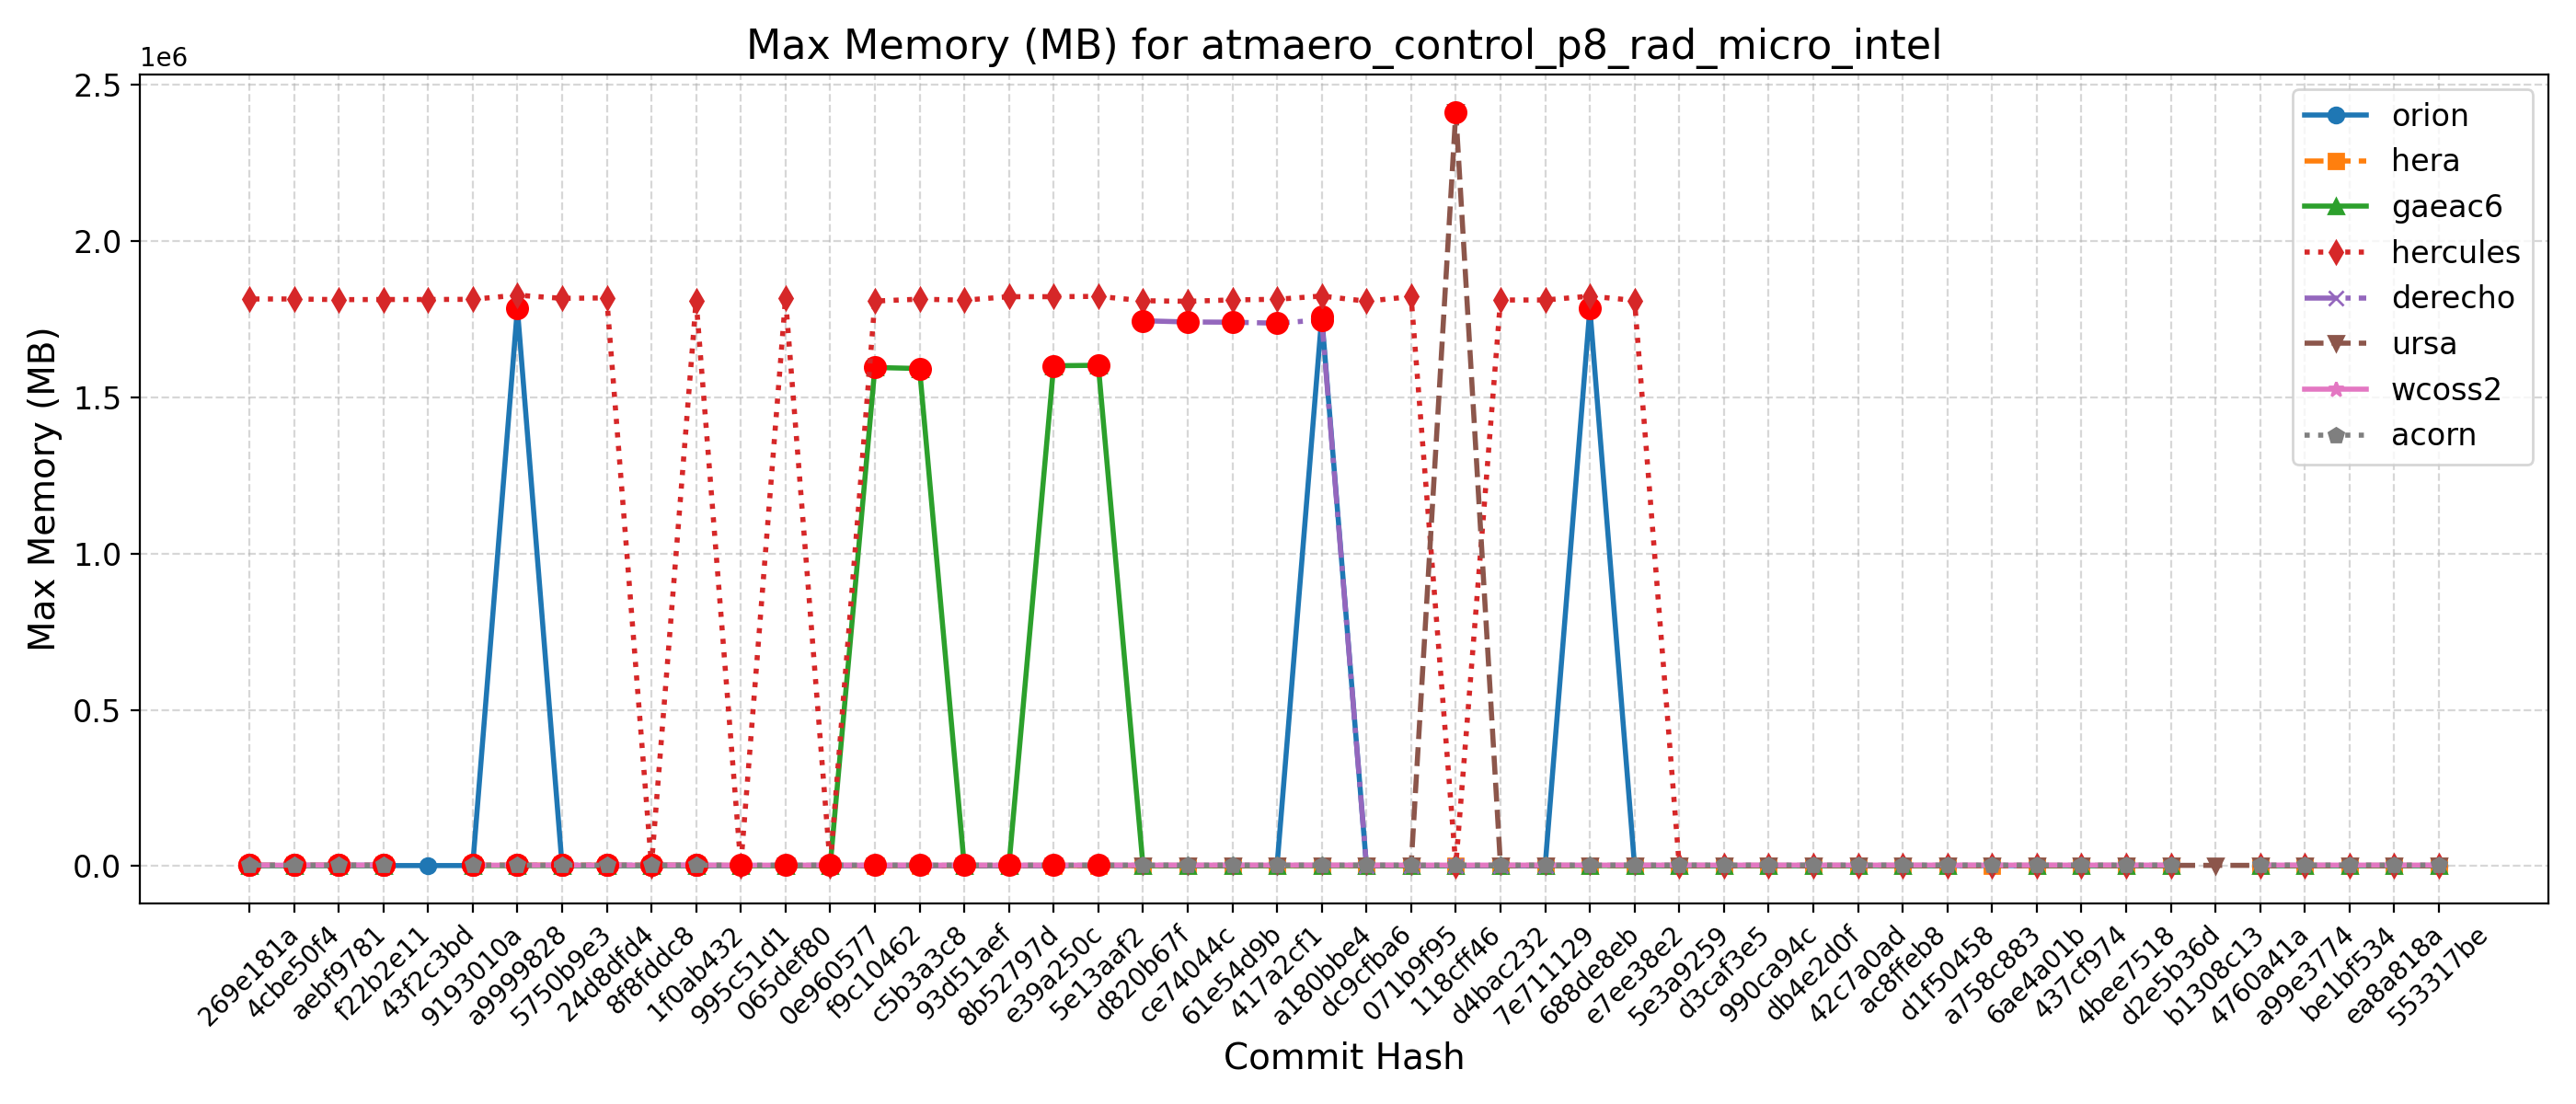 Max Memory (MB) for atmaero_control_p8_rad_micro_intel
1e6
2.5
2.0
1.5
1.0
0.5
0.0
Max Memory (MB)
orion
hera
gaeac6
hercules
derecho
ursa
wcoss2
acorn
269e181a
4cbe50f4
aebf9781
f22b2e11
43f2c3bd
9193010a
a9999828
5750b9e3
24d8dfd4
8f8fddc8
1f0ab432
995c51d1
065def80
0e960577
f9c10462
c5b3a3c8
93d51aef
8b52797d
e39a250c
5e13aaf2
d820b67f
ce74044c
61e54d9b
417a2cf1
a180bbe4
dc9cfba6
071b9f95
118cff46
d4bac232
7e711129
688de8eb
e7ee38e2
5e3a9259
d3caf3e5
990ca94c
db4e2d0f
42c7a0ad
ac8ffeb8
d1f50458
a758c883
6ae4a01b
437cf974
4bee7518
d2e5b36d
b1308c13
4760a41a
a99e3774
be1bf534
ea8a818a
553317be
Commit Hash